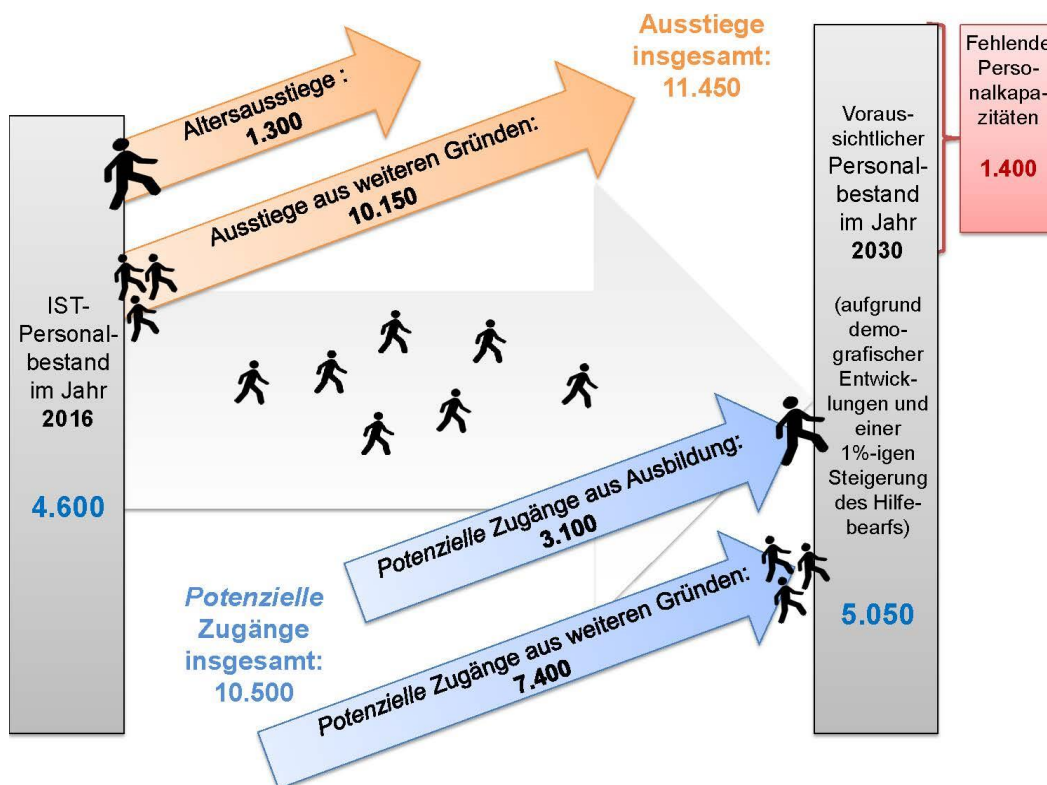 IST-
Personal-
bestand
im Jahr
2016
4.600
Altersausstiege :
1.300
Ausstiege aus weiteren Gründen:
10.150
Ausstiege
insgesamt:
11.450
Potenzielle
Zugänge
insgesamt:
10.500
Potenzielle Zugänge aus Ausbildung:
3.100
Potenzielle Zugänge aus weiteren Gründen:
7.400
Voraus-
sichtlicher
Personal-
bestand
im Jahr
2030
(aufgrund
demo-
grafischer
Entwick-
lungen und
einer
1%-igen
Steigerung
des Hilfe-
bearfs)
5.050
Fehlende
Perso-
nalkapa-
zitäten
1.400